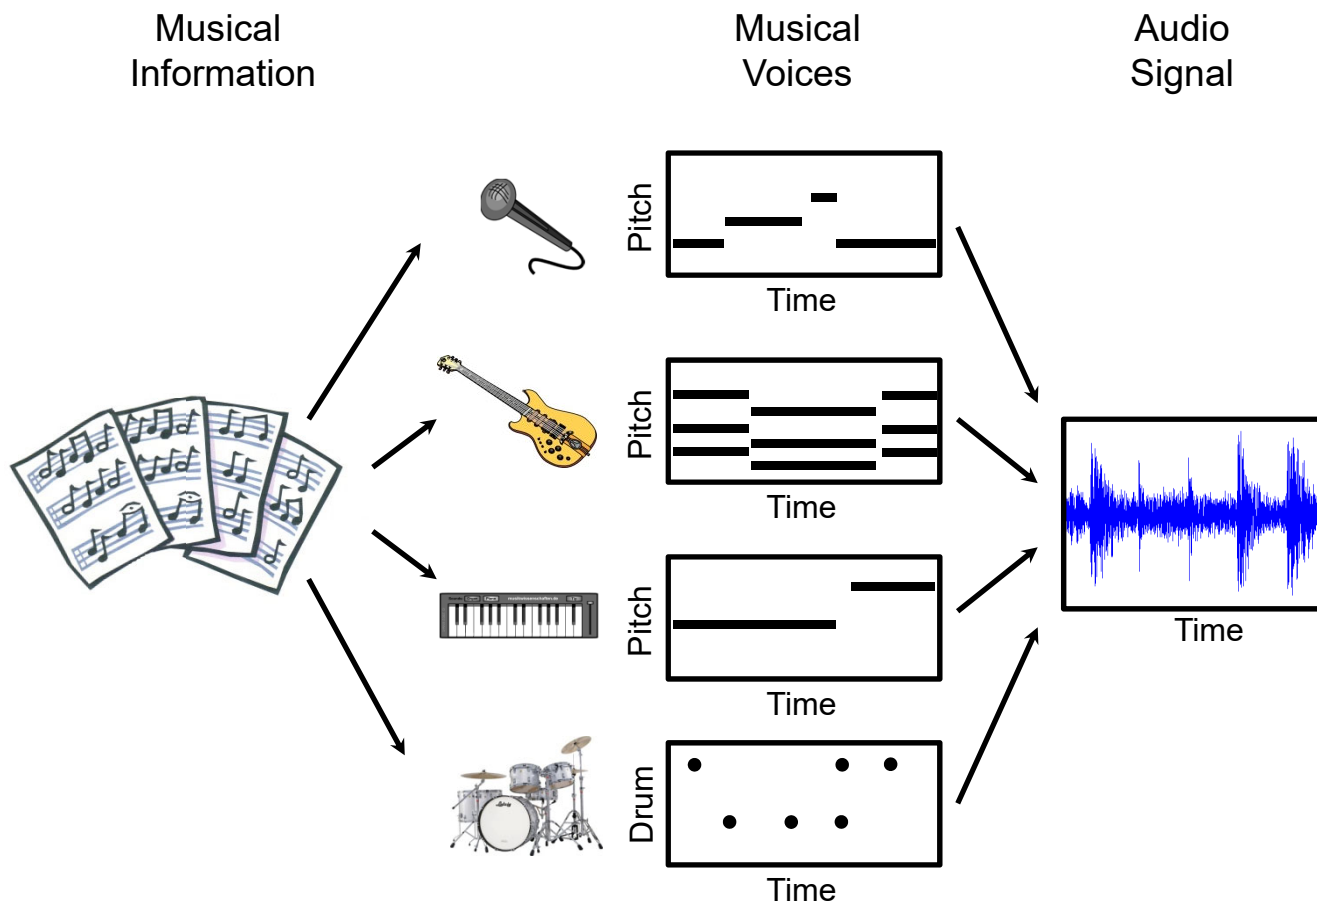 Musical
Information
Musical
Voices
Audio
Signal
Pitch
Time
Pitch
Time
Pitch
Time
Time
Drum
Time